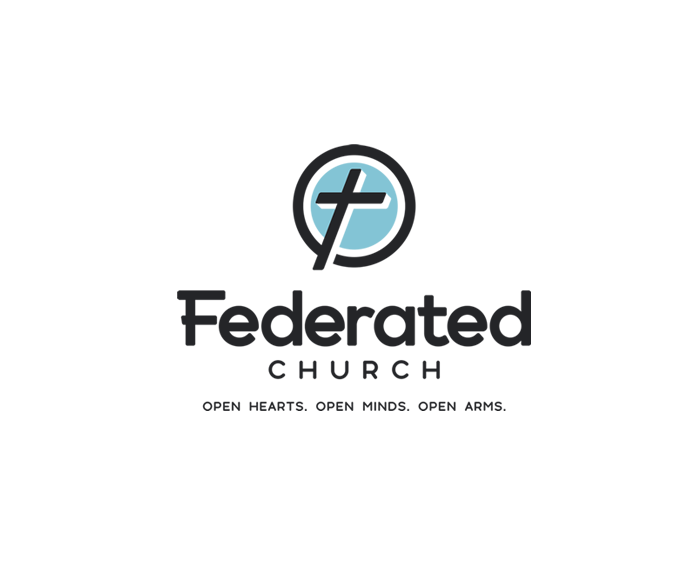 Federated
CHURCH
OPEN HEARTS. OPEN MINDS. OPEN ARMS.